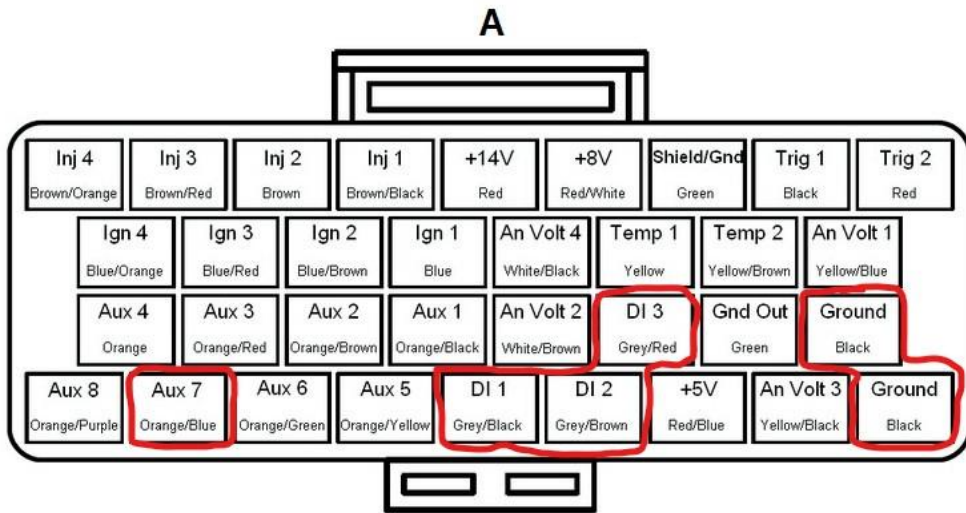 A
Inj 4 Inj 3 Inj 2 Inj 1 +14V +8V Shield/Gnd Trig 1 Trig 2
Brown/Orange Brown/Red Brown Brown/Black Red Red/White Green Black Red
Ign 4 Ign 3 Ign 2 Ign 1 An Volt 4 Temp 1 Temp 2 An Volt 1
Blue/Orange Blue/Red Blue/Brown Blue White/Black Yellow Yellow/Brown Yellow/Blue
Aux 4 Aux 3 Aux 2 Aux 1 An Volt 2 DI 3 Gnd Out Ground
Orange Orange/Red Orange/Brown Orange/Black White/Brown Grey/Red Green Black
Aux 8 Aux 7 Aux 6 Aux 5 DI 1 DI 2 +5V An Volt 3 Ground
Orange/Purple Orange/Blue Orange/Green Orange/Yellow Grey/Black Grey/Brown Red/Blue Yellow/Black Black